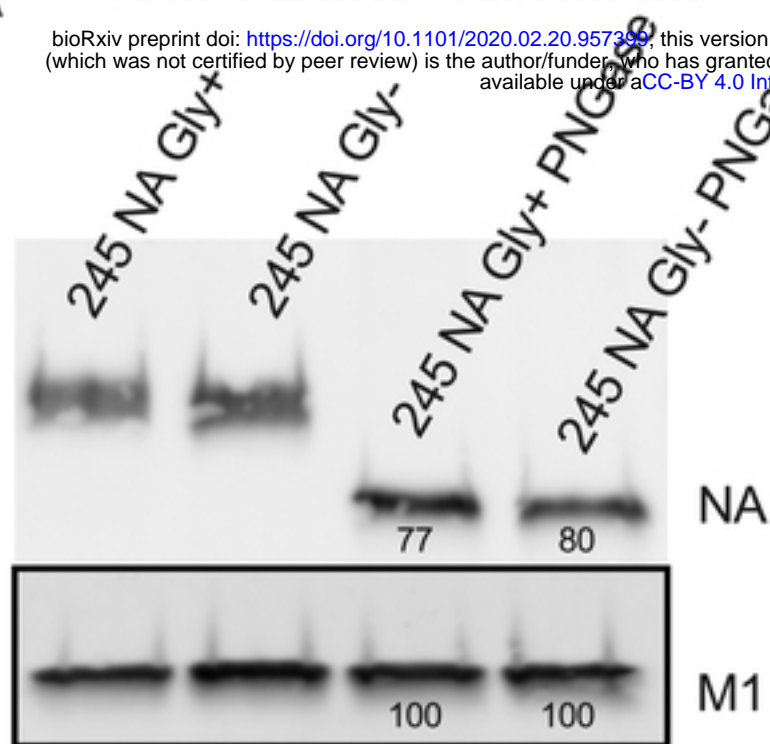 bioRxiv preprint doi: https://doi.org/10.1101/2020.02.20.957399; this version
(which was not certified by peer review) is the author/funder, who has granted
available under aCC-BY 4.0 Int
245 NA Gly+
245 NA Gly-
245 NA Gly+ PNGase
245 NA Gly- PNGa
NA
77
80
M1
100
100